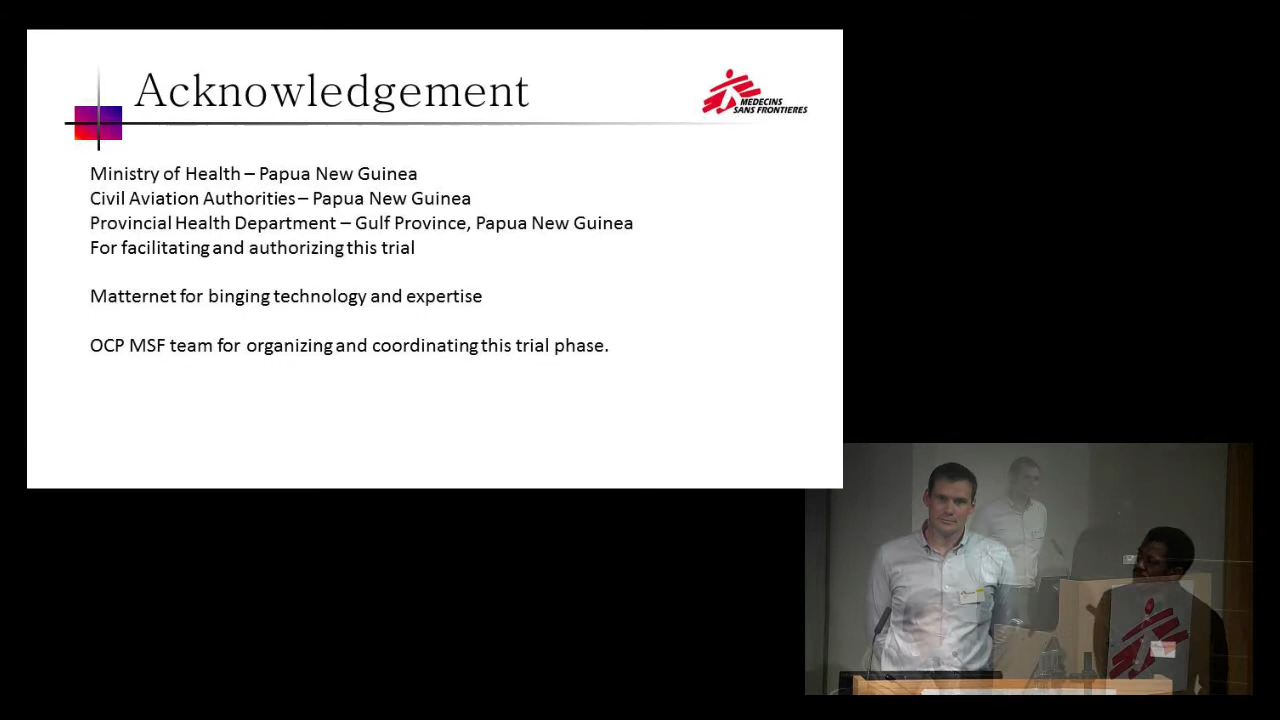 Acknowledgement
MEDECINS
SANS FRONTIERES
Ministry of Health – Papua New Guinea
Civil Aviation Authorities – Papua New Guinea
Provincial Health Department – Gulf Province, Papua New Guinea
For facilitating and authorizing this trial
Matternet for binging technology and expertise
OCP MSF team for organizing and coordinating this trial phase.